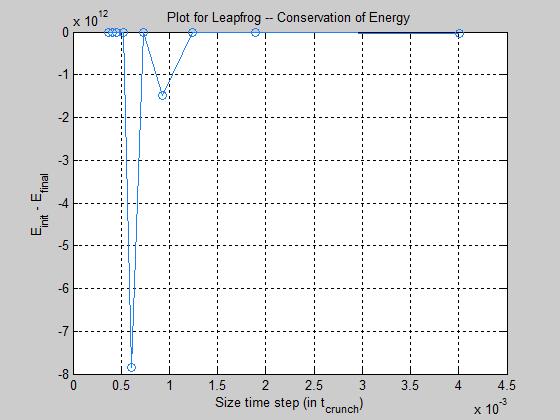 x 10^12
Plot for Leapfrog -- Conservation of Energy
0
-1
-2
-3
-4
-5
-6
-7
-8
E_init - E_final
0 0.5 1 1.5 2 2.5 3 3.5 4 4.5
Size time step (in t_crunch)
x 10^-3